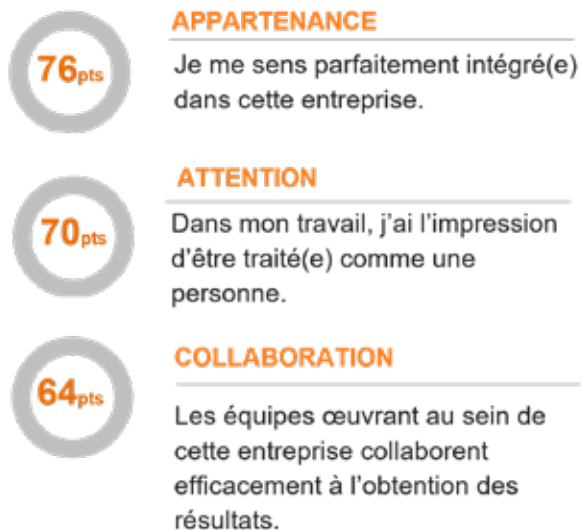 76pts
APPARTENANCE
Je me sens parfaitement intégré(e)
dans cette entreprise.
70pts
ATTENTION
Dans mon travail, j'ai l'impression
d'être traité(e) comme une
personne.
64pts
COLLABORATION
Les équipes œuvrant au sein de
cette entreprise collaborent
efficacement à l'obtention des
résultats.